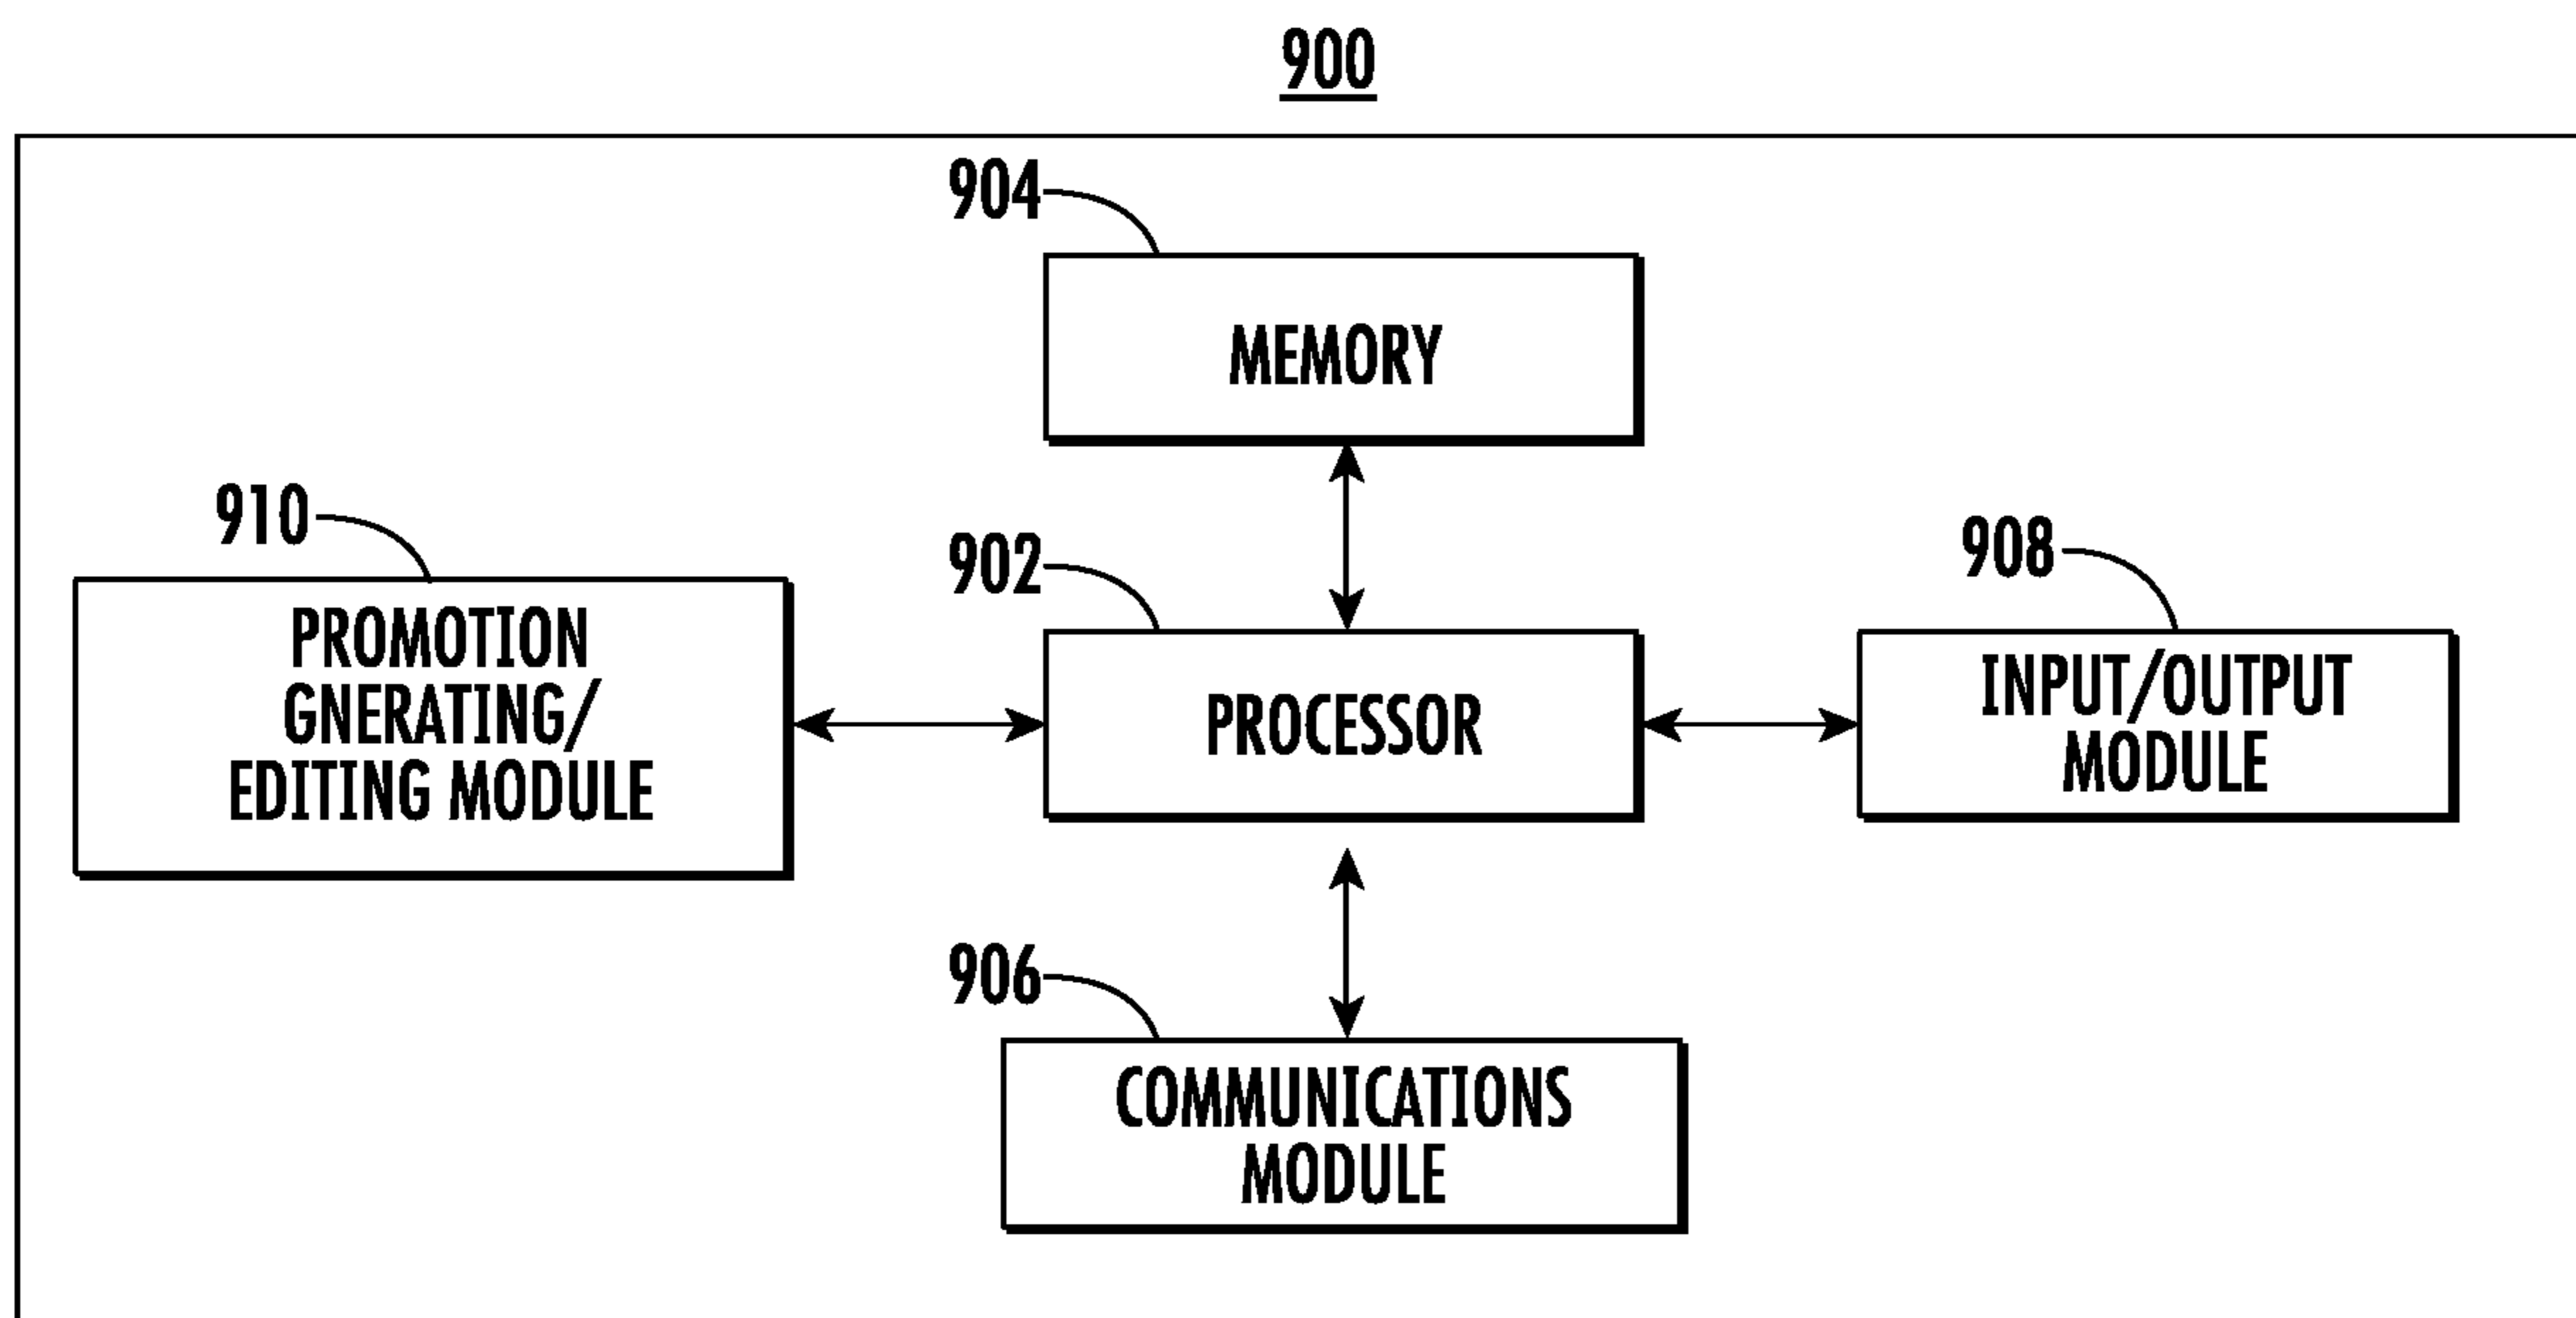 900
904
MEMORY
910
PROMOTION
GNERATING/
EDITING MODULE
902
PROCESSOR
908
INPUT/OUTPUT
MODULE
906
COMMUNICATIONS
MODULE